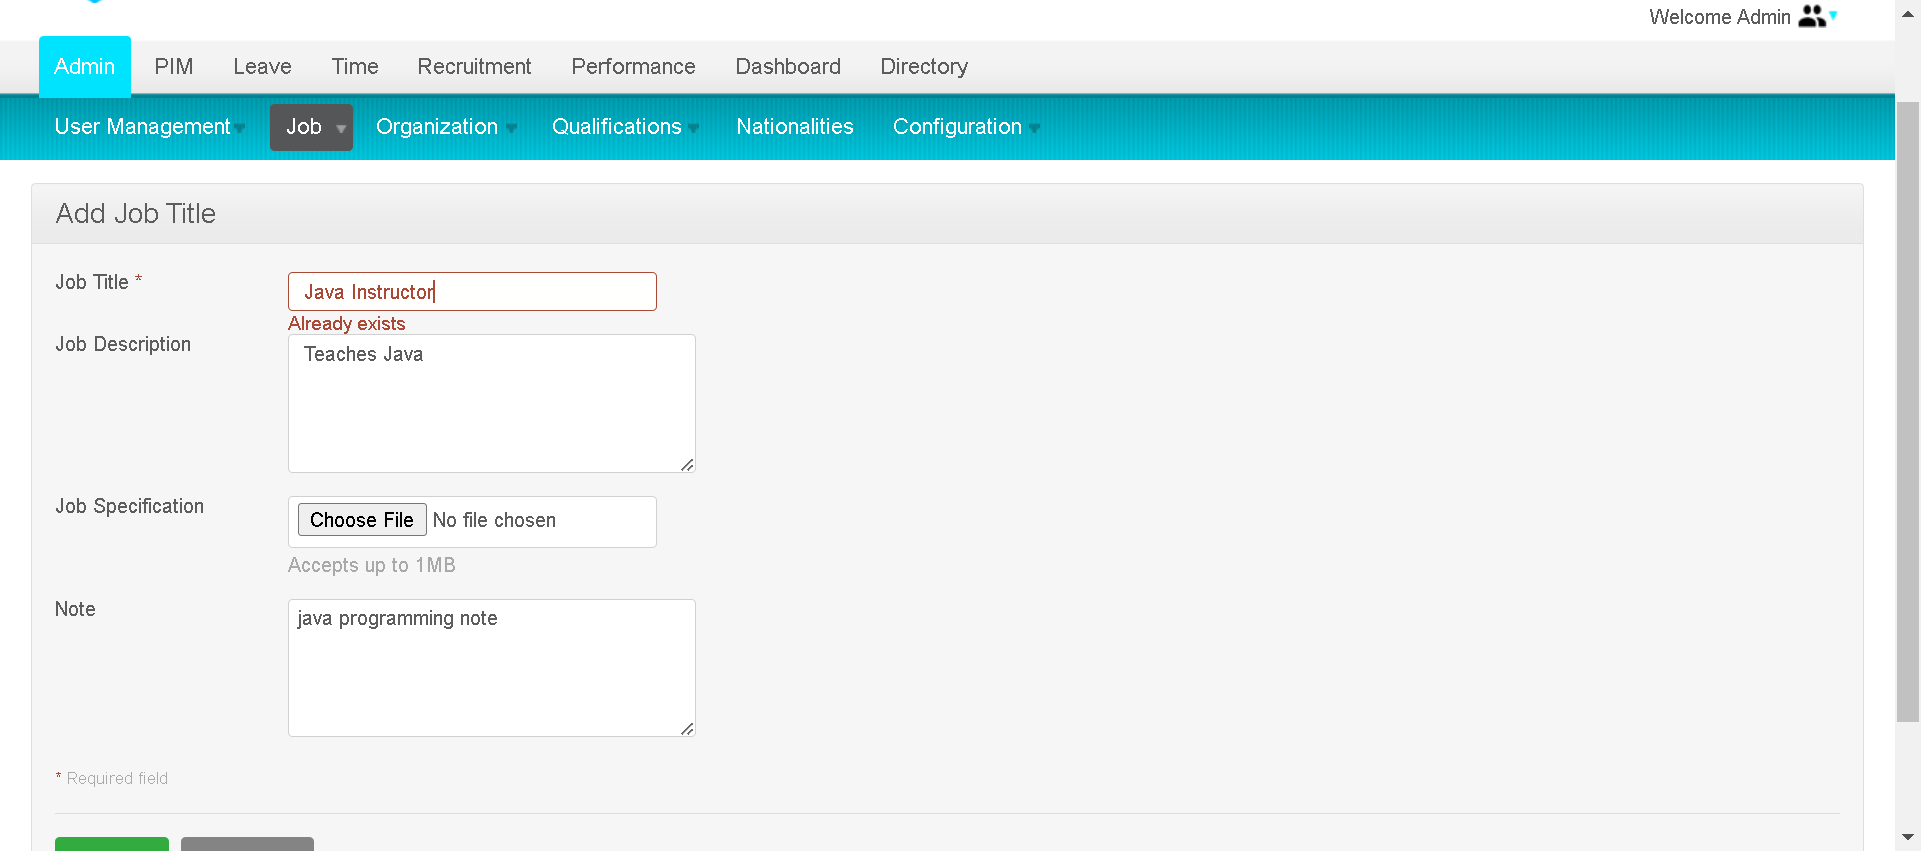 Welcome Admin
Admin PIM Leave Time Recruitment Performance Dashboard Directory
User Management Job Organization Qualifications Nationalities Configuration
Add Job Title
Job Title * Java Instructor
Already exists
Job Description Teaches Java
Job Specification Choose File No file chosen
Accepts up to 1MB
Note java programming note
* Required field